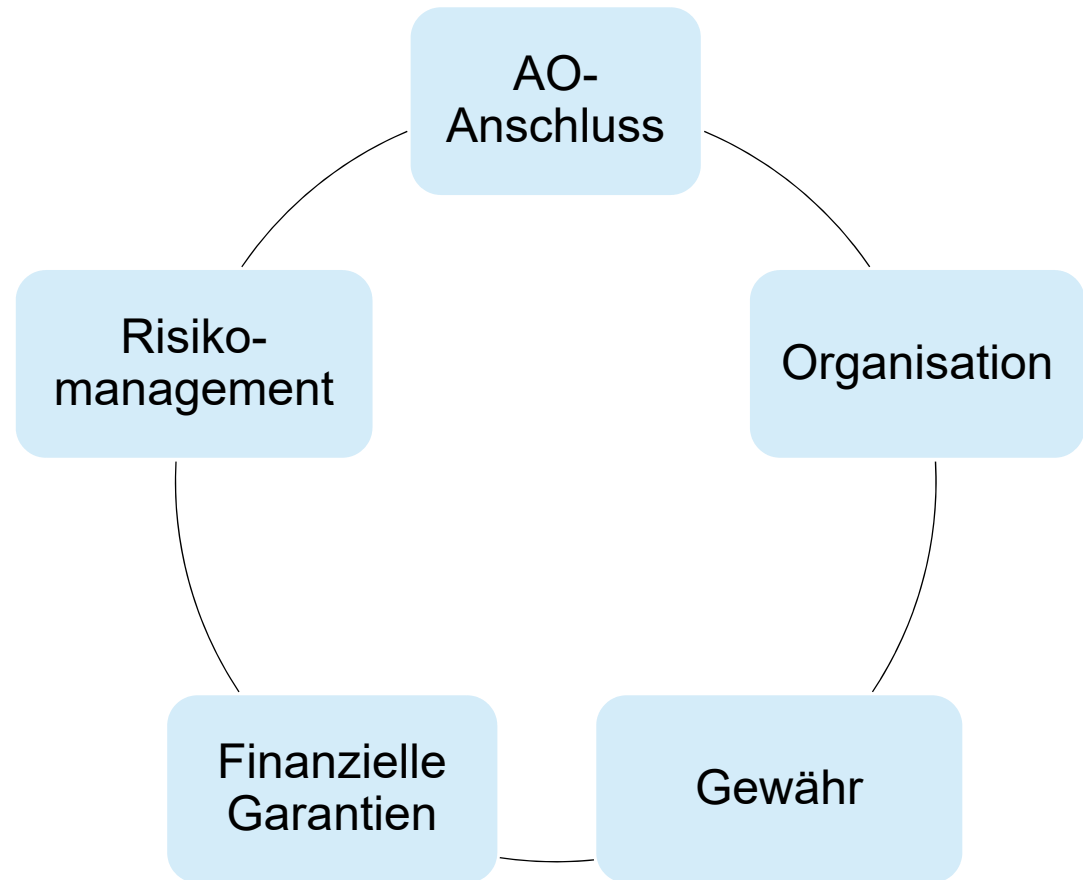 AO-
Anschluss
Organisation
Gewähr
Finanzielle
Garantien
Risiko-
management